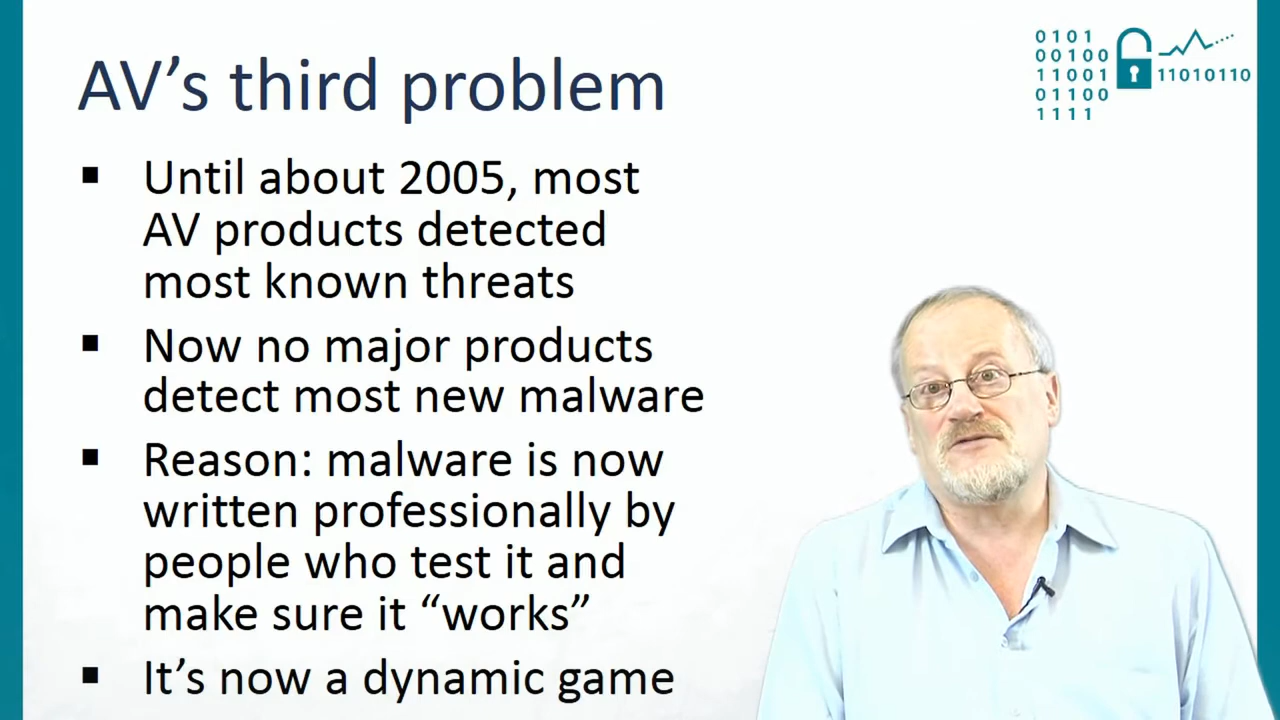 AV's third problem
▪ Until about 2005, most
AV products detected
most known threats
▪ Now no major products
detect most new malware
▪ Reason: malware is now
written professionally by
people who test it and
make sure it “works”
▪ It's now a dynamic game
0101
00100
11001
01100
1111
11010110